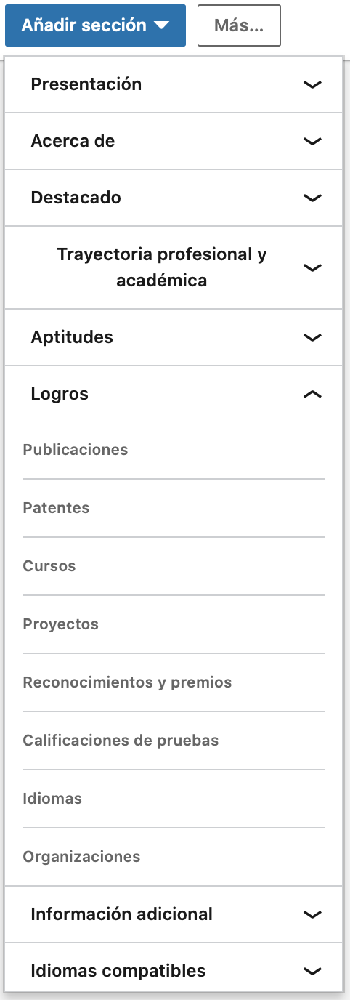 Añadir sección
Más...
Presentación
Acerca de
Destacado
Trayectoria profesional y
académica
Aptitudes
Logros
Publicaciones
Patentes
Cursos
Proyectos
Reconocimientos y premios
Calificaciones de pruebas
Idiomas
Organizaciones
Información adicional
Idiomas compatibles